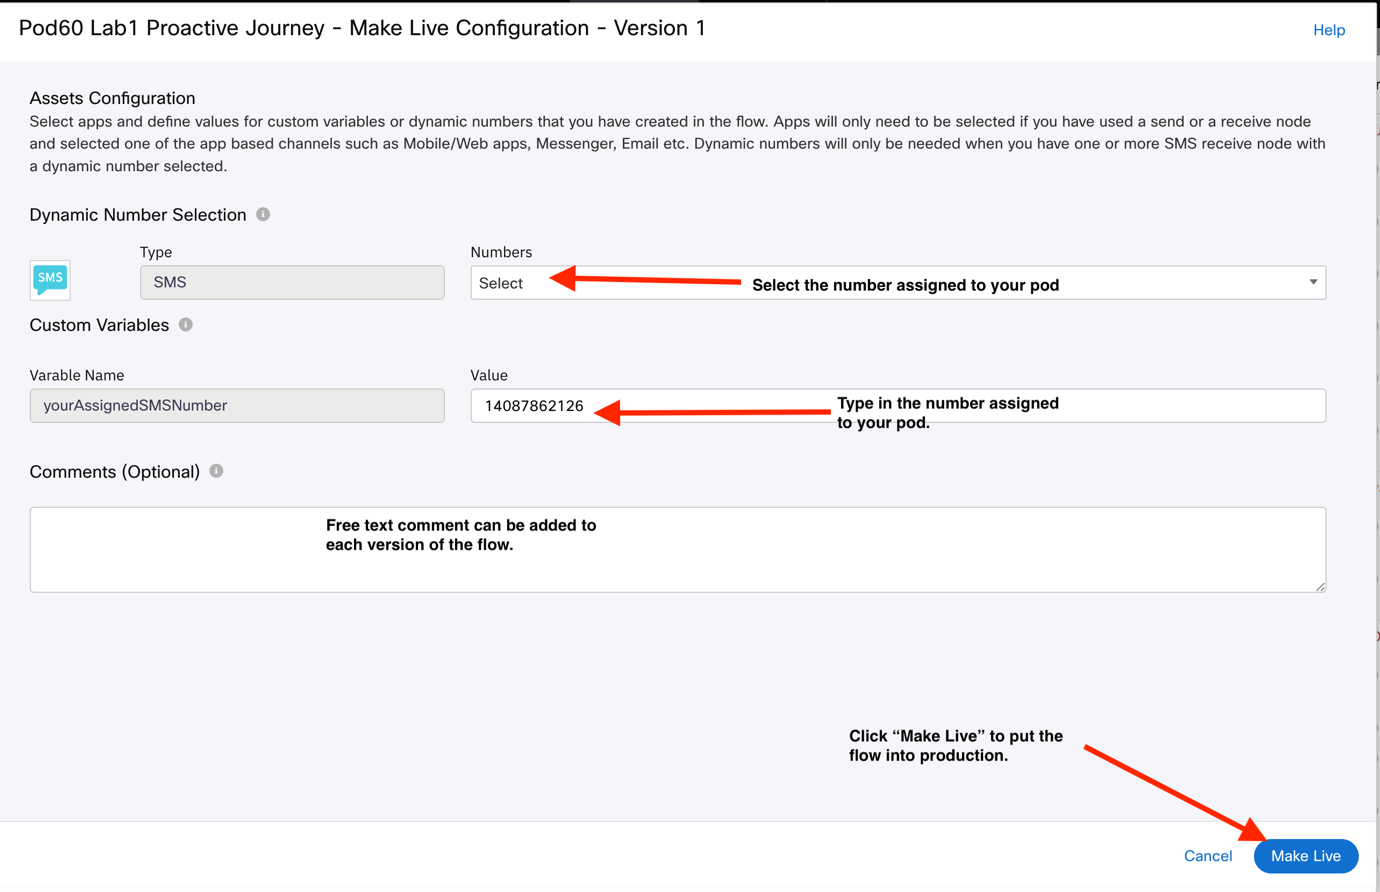 Pod60 Lab1 Proactive Journey - Make Live Configuration - Version 1
Help
Assets Configuration
Select apps and define values for custom variables or dynamic numbers that you have created in the flow. Apps will only need to be selected if you have used a send or a receive node
and selected one of the app based channels such as Mobile/Web apps, Messenger, Email etc. Dynamic numbers will only be needed when you have one or more SMS receive node with
a dynamic number selected.
Dynamic Number Selection
Type
Numbers
SMS
SMS
Select
Select the number assigned to your pod
Custom Variables
Varable Name
Value
yourAssignedSMSNumber
14087862126
Type in the number assigned
to your pod.
Comments (Optional)
Free text comment can be added to
each version of the flow.
Click “Make Live” to put the
flow into production.
Cancel
Make Live